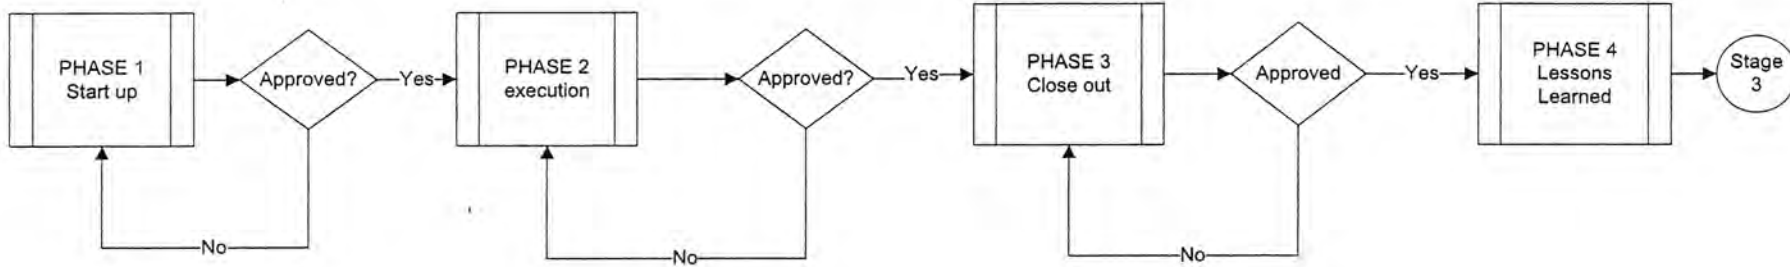 PHASE 1
Start up
Approved?
Yes
No
PHASE 2
execution
Approved?
Yes
No
PHASE 3
Close out
Approved
Yes
No
PHASE 4
Lessons
Learned
Stage
3